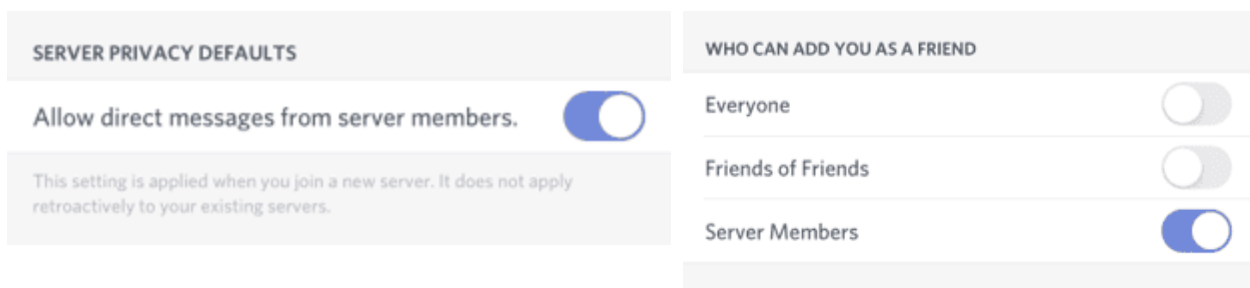 SERVER PRIVACY DEFAULTS
Allow direct messages from server members.
This setting is applied when you join a new server. It does not apply
retroactively to your existing servers.
WHO CAN ADD YOU AS A FRIEND
Everyone
Friends of Friends
Server Members